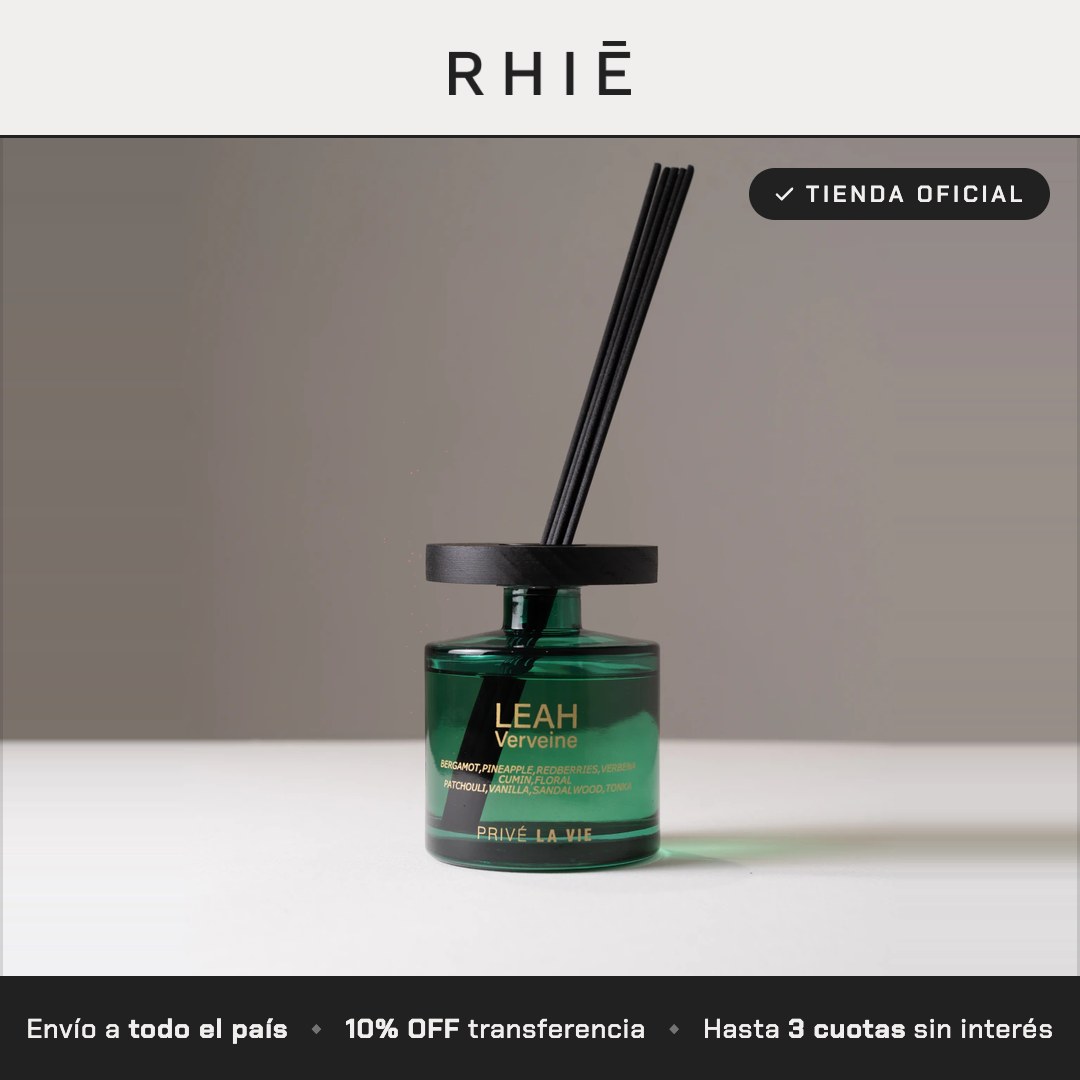 RHIĒ
TIENDA OFICIAL
LEAH
Verveine
BERGAMOT,PINEAPPLE,REDBERRIES,VERBENA
CUMIN,FLORAL
PATCHOULI,VANILLA,SANDALWOOD,TONKA
PRIVÉ LA VIE
Envío a todo el país ◆ 10% OFF transferencia ◆ Hasta 3 cuotas sin interés